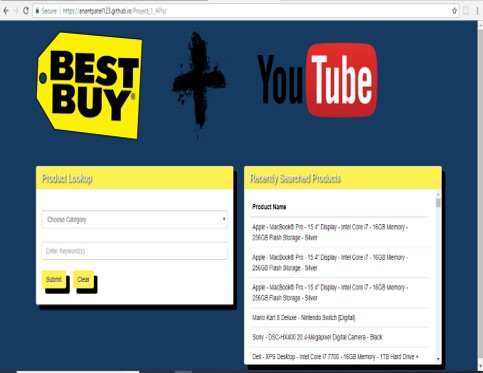 Secure | https://anantpatel123.github.io/Project_1_APIs/
BEST
BUY®
YouTube
Product Lookup
Choose Category
Enter Keyword(s)
Submit Clear
Recently Searched Products
Product Name
Apple - MacBook® Pro - 15.4" Display - Intel Core i7 - 16GB Memory -
256GB Flash Storage - Silver
Apple - MacBook® Pro - 15.4" Display - Intel Core i7 - 16GB Memory -
256GB Flash Storage - Silver
Apple - MacBook® Pro - 15.4" Display - Intel Core i7 - 16GB Memory -
256GB Flash Storage - Silver
Mario Kart 8 Deluxe - Nintendo Switch [Digital]
Sony - DSC-HX400 20.4-Megapixel Digital Camera - Black
Dell - XPS Desktop - Intel Core i7 7700 - 16GB Memory - 1TB Hard Drive +